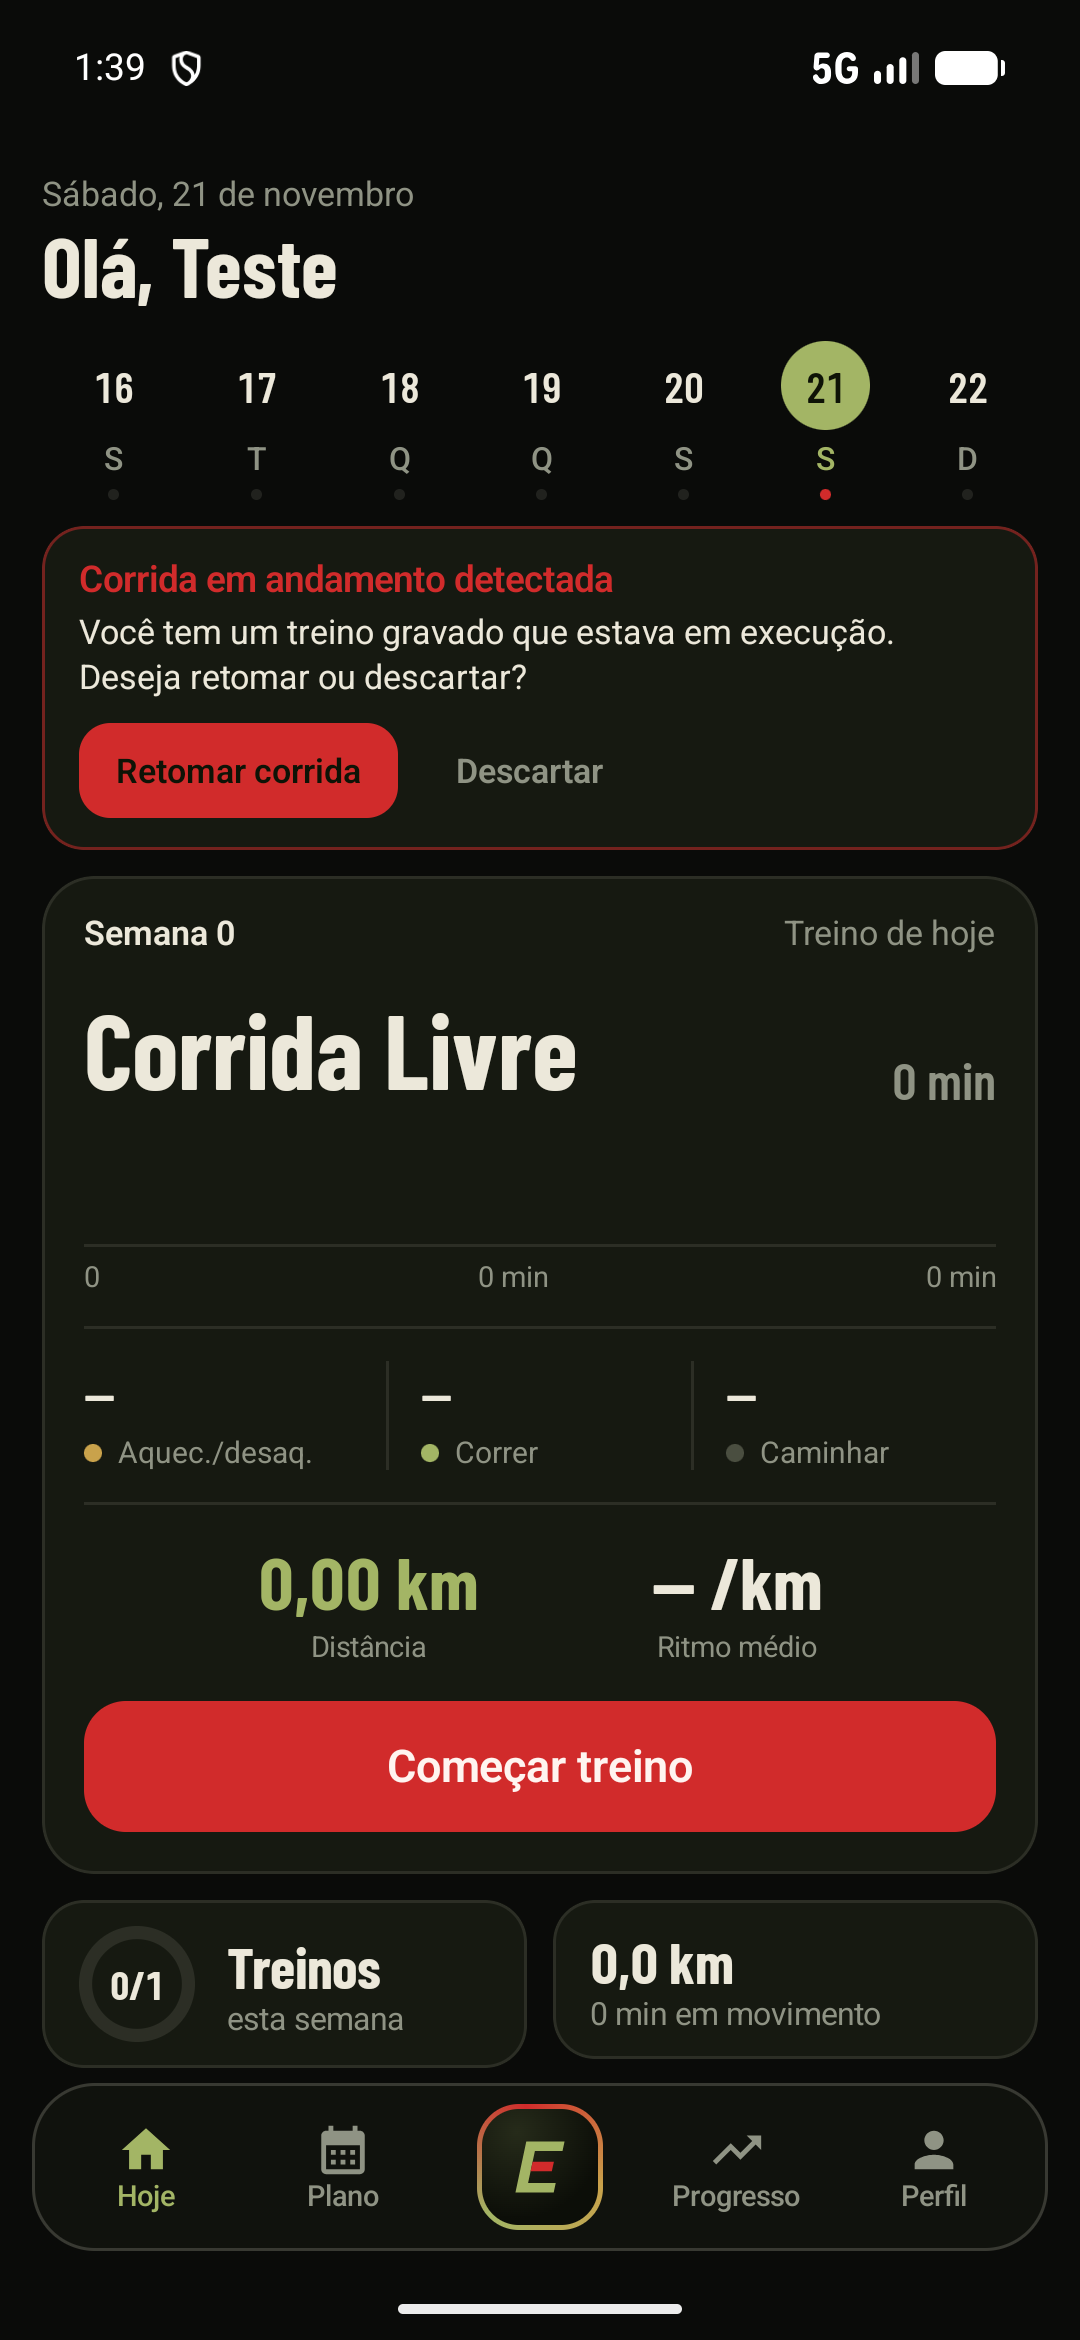 1:39
5G
Sábado, 21 de novembro
Olá, Teste
16 17 18 19 20 21 22
S T Q Q S S D
Corrida em andamento detectada
Você tem um treino gravado que estava em execução.
Deseja retomar ou descartar?
Retomar corrida Descartar
Semana 0 Treino de hoje
Corrida Livre 0 min
0 0 min 0 min
– – –
Aquec./desaq. Correr Caminhar
0,00 km – /km
Distância Ritmo médio
Começar treino
0/1 Treinos
esta semana
0,0 km
0 min em movimento
E
Hoje Plano Progresso Perfil